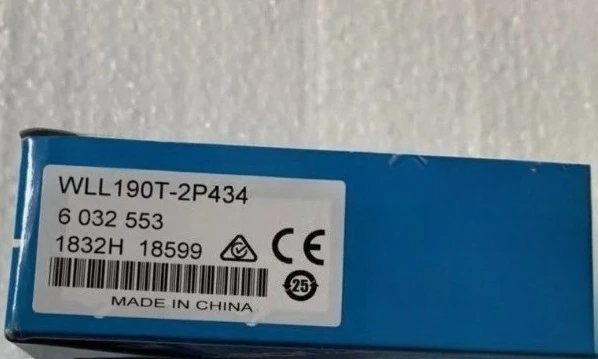 WLL190T-2P434
6 032 553
1832H 18599
CE
25
MADE IN CHINA